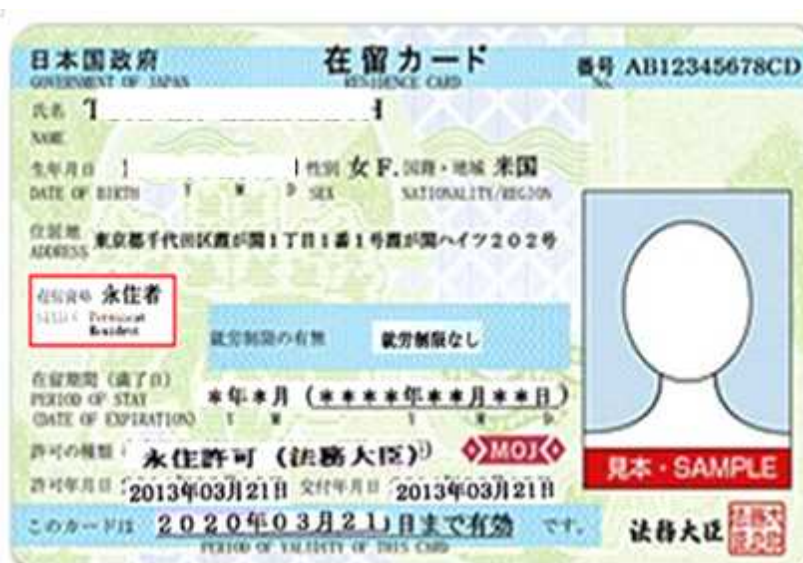 日本国政府 在留カード 番号 AB12345678CD
GOVERNMENT OF JAPAN RESIDENCE CARD No.
氏名
NAME
生年月日 性別 女 F. 国籍・地域 米国
DATE OF BIRTH Y M D SEX NATIONALITY/REGION
住居地 東京都千代田区霞が関1丁目1番1号霞が関ハイツ202号
ADDRESS
在留資格 永住者
STATUS Permanent
Resident
就労制限の有無 就労制限なし
在留期間（満了日）
PERIOD OF STAY *年*月（****年**月**日）
(DATE OF EXPIRATION) Y M Y M D
許可の種類 永住許可（法務大臣） MOJ
見本・SAMPLE
許可年月日 2013年03月21日 交付年月日 2013年03月21日
このカードは 2020年03月21日まで有効 です。
PERIOD OF VALIDITY OF THIS CARD
法務大臣